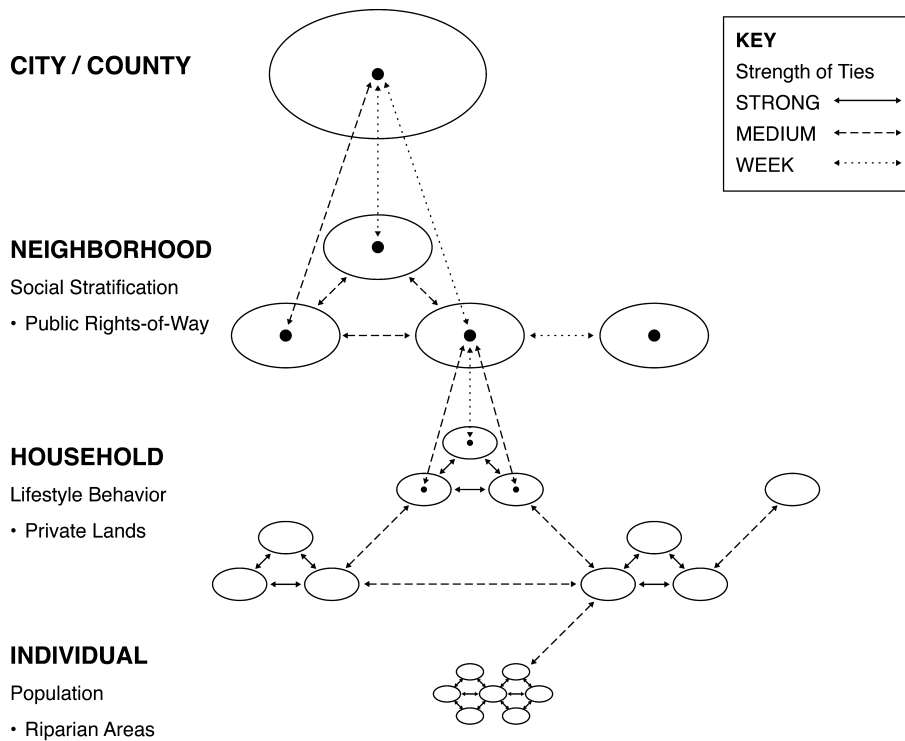 CITY / COUNTY
KEY
Strength of Ties
STRONG
MEDIUM
WEEK
NEIGHBORHOOD
Social Stratification
• Public Rights-of-Way
HOUSEHOLD
Lifestyle Behavior
• Private Lands
INDIVIDUAL
Population
• Riparian Areas